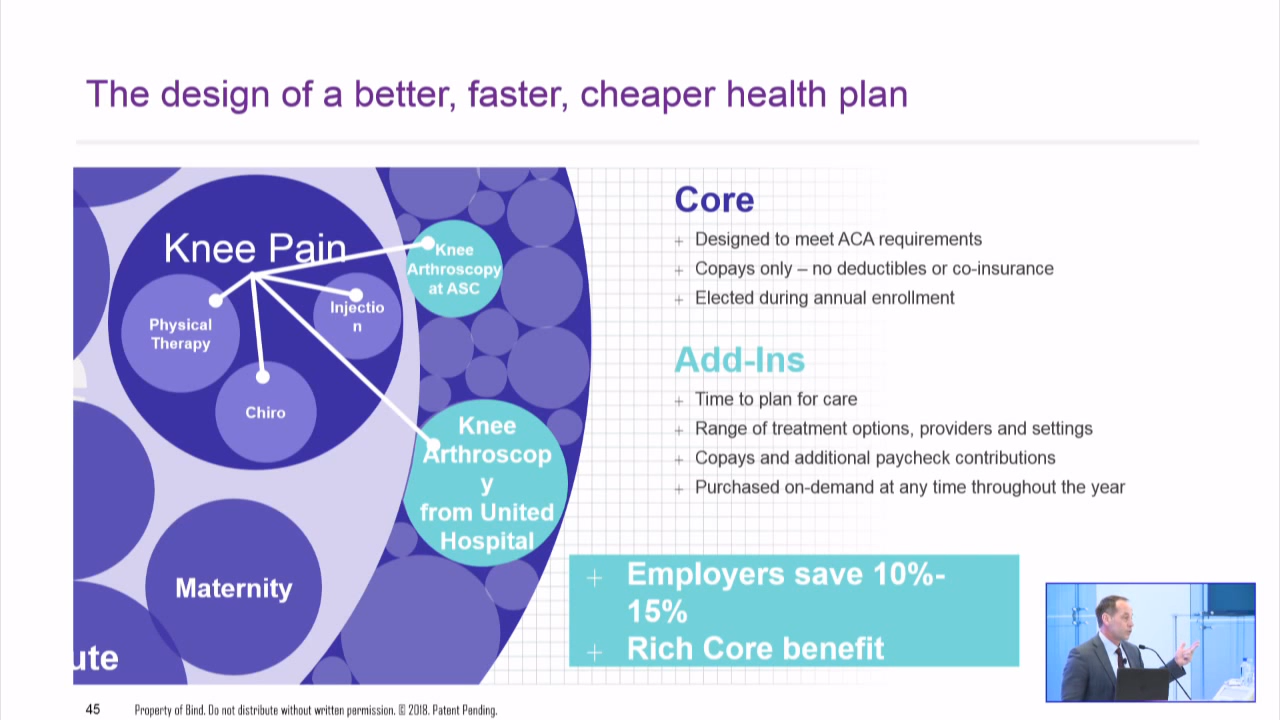 The design of a better, faster, cheaper health plan
Knee Pain
Physical
Therapy
Chiro
Injectio
n
Knee
Arthroscopy
at ASC
Knee
Arthroscop
y
from United
Hospital
Maternity
ute
Core
+ Designed to meet ACA requirements
+ Copays only – no deductibles or co-insurance
+ Elected during annual enrollment
Add-Ins
+ Time to plan for care
+ Range of treatment options, providers and settings
+ Copays and additional paycheck contributions
+ Purchased on-demand at any time throughout the year
+ Employers save 10%-
15%
+ Rich Core benefit
45 Property of Bind. Do not distribute without written permission. © 2018. Patent Pending.